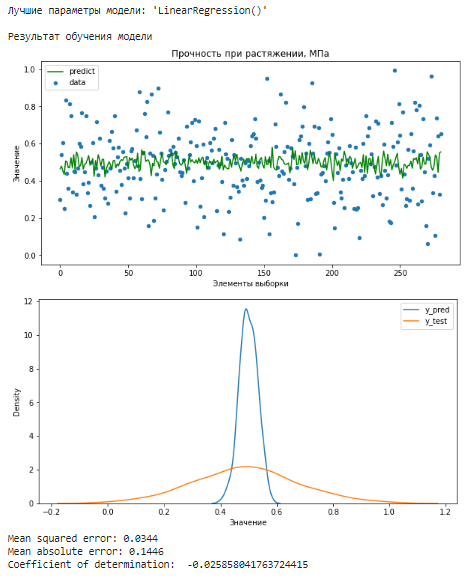 Лучшие параметры модели: 'LinearRegression()'
Результат обучения модели
Прочность при растяжении, МПа
predict
data
1.0
0.8
0.6
0.4
0.2
0.0
Значение
0
50
100
150
200
250
Элементы выборки
y_pred
y_test
12
10
8
6
4
2
0
Density
−0.2
0.0
0.2
0.4
0.6
0.8
1.0
1.2
Значение
Mean squared error: 0.0344
Mean absolute error: 0.1446
Coefficient of determination:  -0.025858041763724415